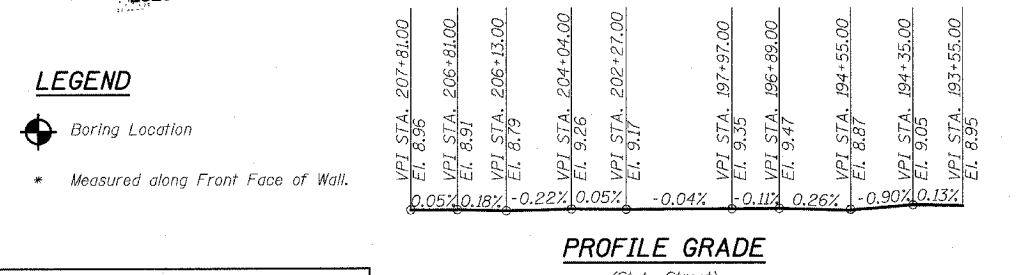 LEGEND
Boring Location
* Measured along Front Face of Wall.
VPI STA. 207+81.00
El. 8.96
VPI STA. 206+81.00
El. 8.91
VPI STA. 206+13.00
El. 8.79
VPI STA. 204+04.00
El. 9.26
VPI STA. 202+27.00
El. 9.17
VPI STA. 197+97.00
El. 9.35
VPI STA. 196+89.00
El. 9.47
VPI STA. 194+55.00
El. 8.87
VPI STA. 194+35.00
El. 9.05
VPI STA. 193+55.00
El. 8.95
0.05% 0.18% -0.22% 0.05% -0.04% -0.11% 0.26% -0.90% 0.13%
PROFILE GRADE